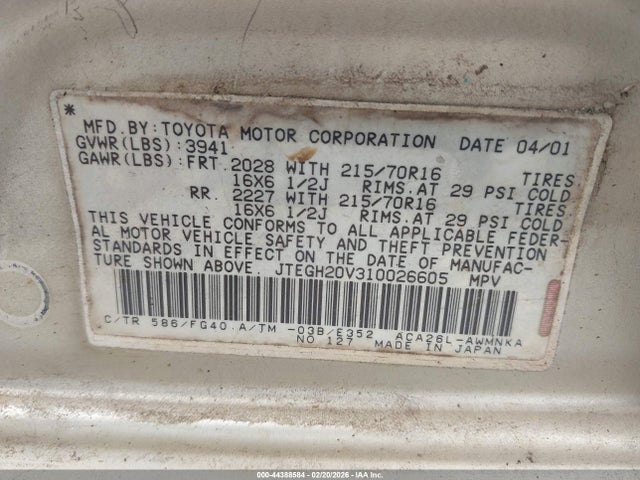 *
MFD.BY:TOYOTA MOTOR CORPORATION DATE 04/01
GVWR(LBS):3941
GAWR(LBS):FRT. 2028 WITH 215/70R16 TIRES
16X6 1/2J RIMS.AT 29 PSI COLD
RR. 2227 WITH 215/70R16 TIRES
16X6 1/2J RIMS.AT 29 PSI COLD
THIS VEHICLE CONFORMS TO ALL APPLICABLE FEDER-
AL MOTOR VEHICLE SAFETY AND THEFT PREVENTION
STANDARDS IN EFFECT ON THE DATE OF MANUFAC-
TURE SHOWN ABOVE. JTEGH20V310026605 MPV
C/TR 586/FG40 A/TM -03B/E352 ACA26L-AWMNKA
NO 127 MADE IN JAPAN
000-44388584 - 02/20/2026 - IAA Holdings, LLC. - Copyright